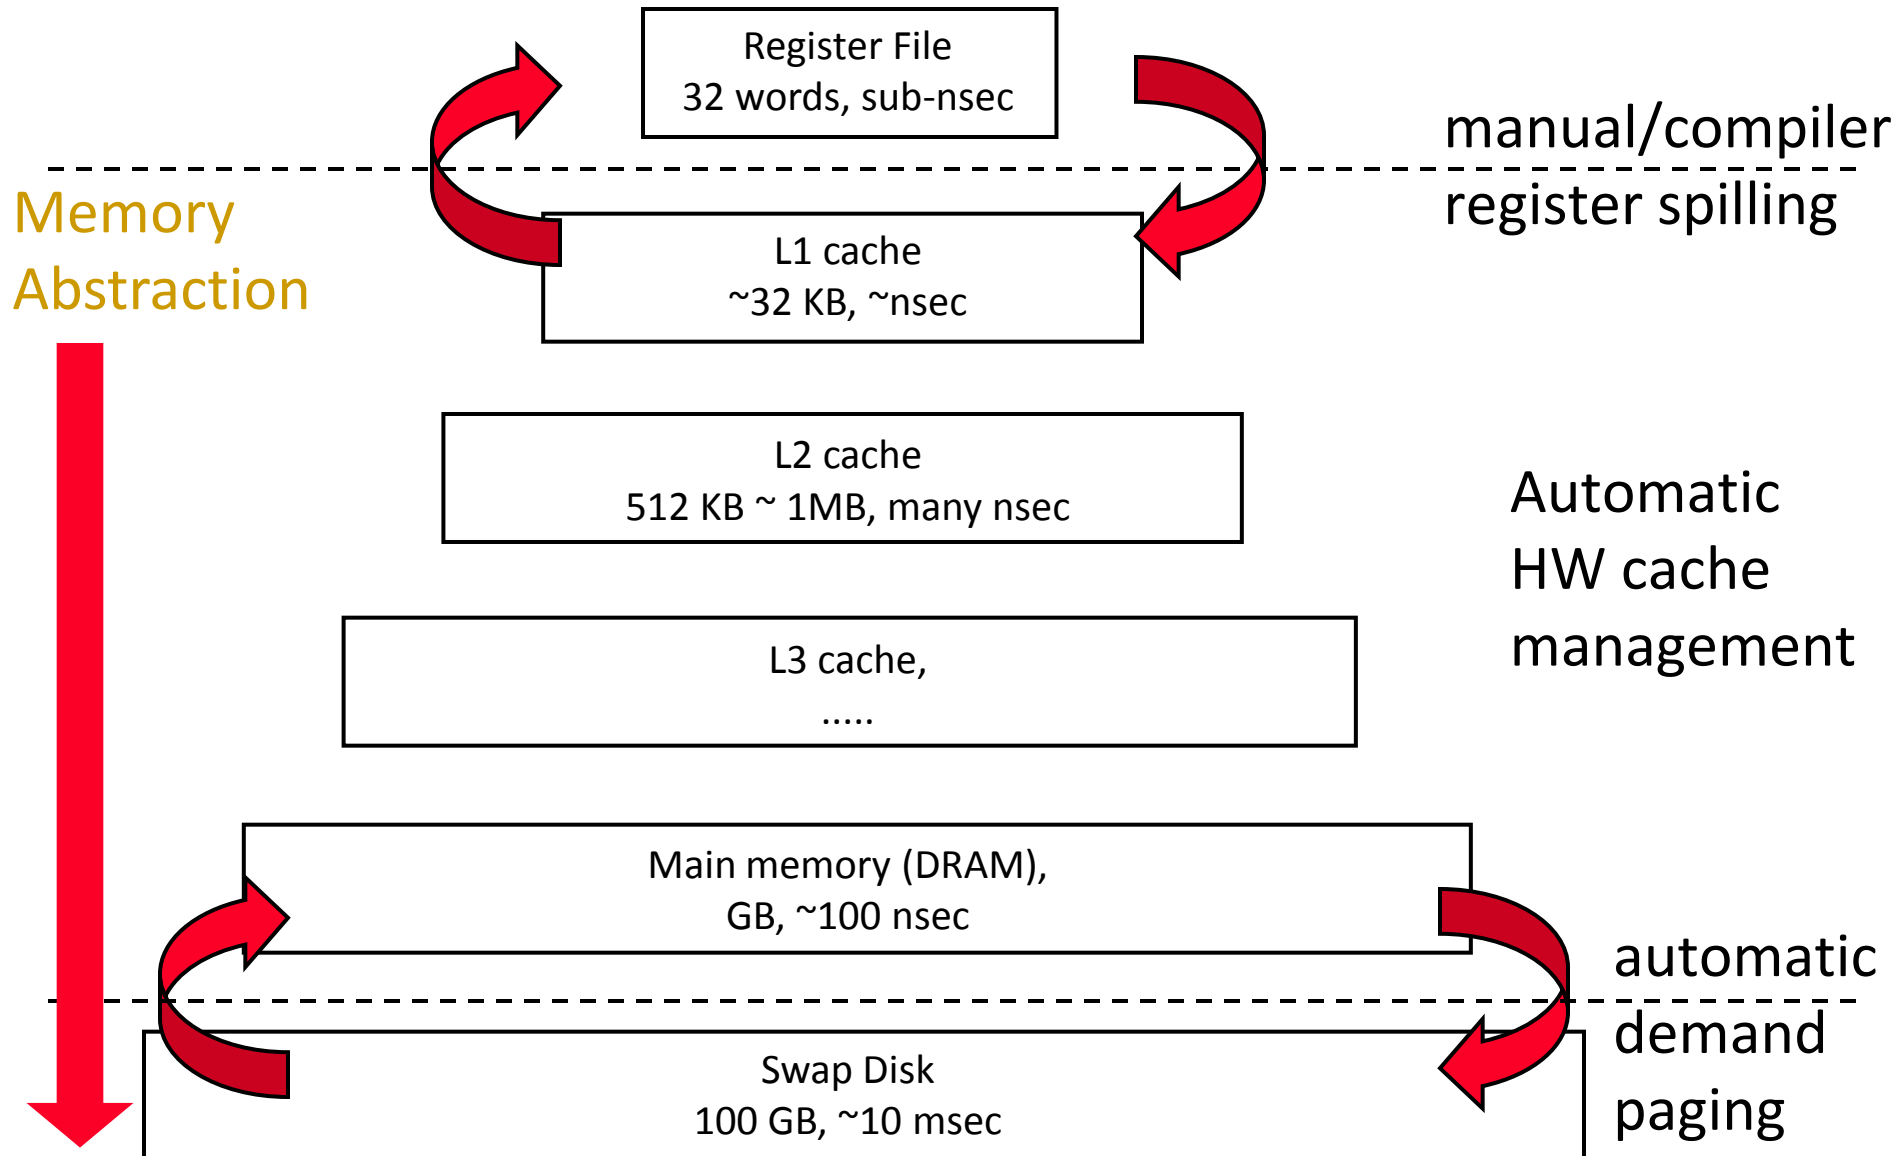 Register File
32 words, sub-nsec
manual/compiler
register spilling
Memory
Abstraction
L1 cache
~32 KB, ~nsec
L2 cache
512 KB ~ 1MB, many nsec
Automatic
HW cache
management
L3 cache,
.....
Main memory (DRAM),
GB, ~100 nsec
automatic
demand
paging
Swap Disk
100 GB, ~10 msec